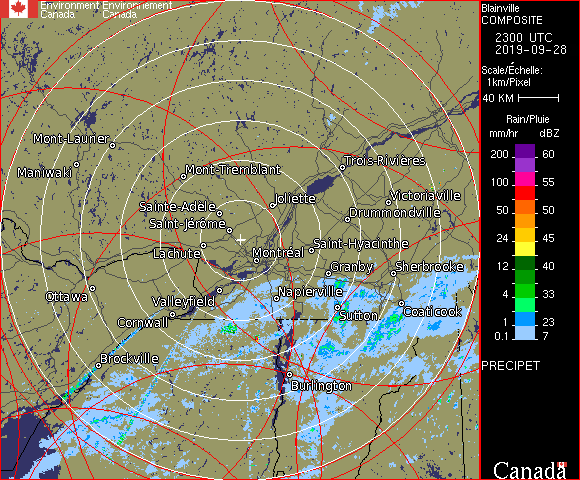 Environment Environnement
Canada Canada
Blainville
COMPOSITE
2300 UTC
2019-09-28
Scale/Échelle:
1km/Pixel
40 KM
Rain/Pluie
mm/hr dBZ
200 60
100 55
50 50
24 45
12 40
4 33
1 23
0.1 7
PRECIPET
Canada
Mont-Laurier
Maniwaki
Mont-Tremblant
Trois-Rivières
Joliette
Victoriaville
Sainte-Adèle
Drummondville
Saint-Jérôme
Lachute
Saint-Hyacinthe
Montréal
Granby
Sherbrooke
Ottawa
Valleyfield
Napierville
Cornwall
Sutton
Coaticook
Brockville
Burlington